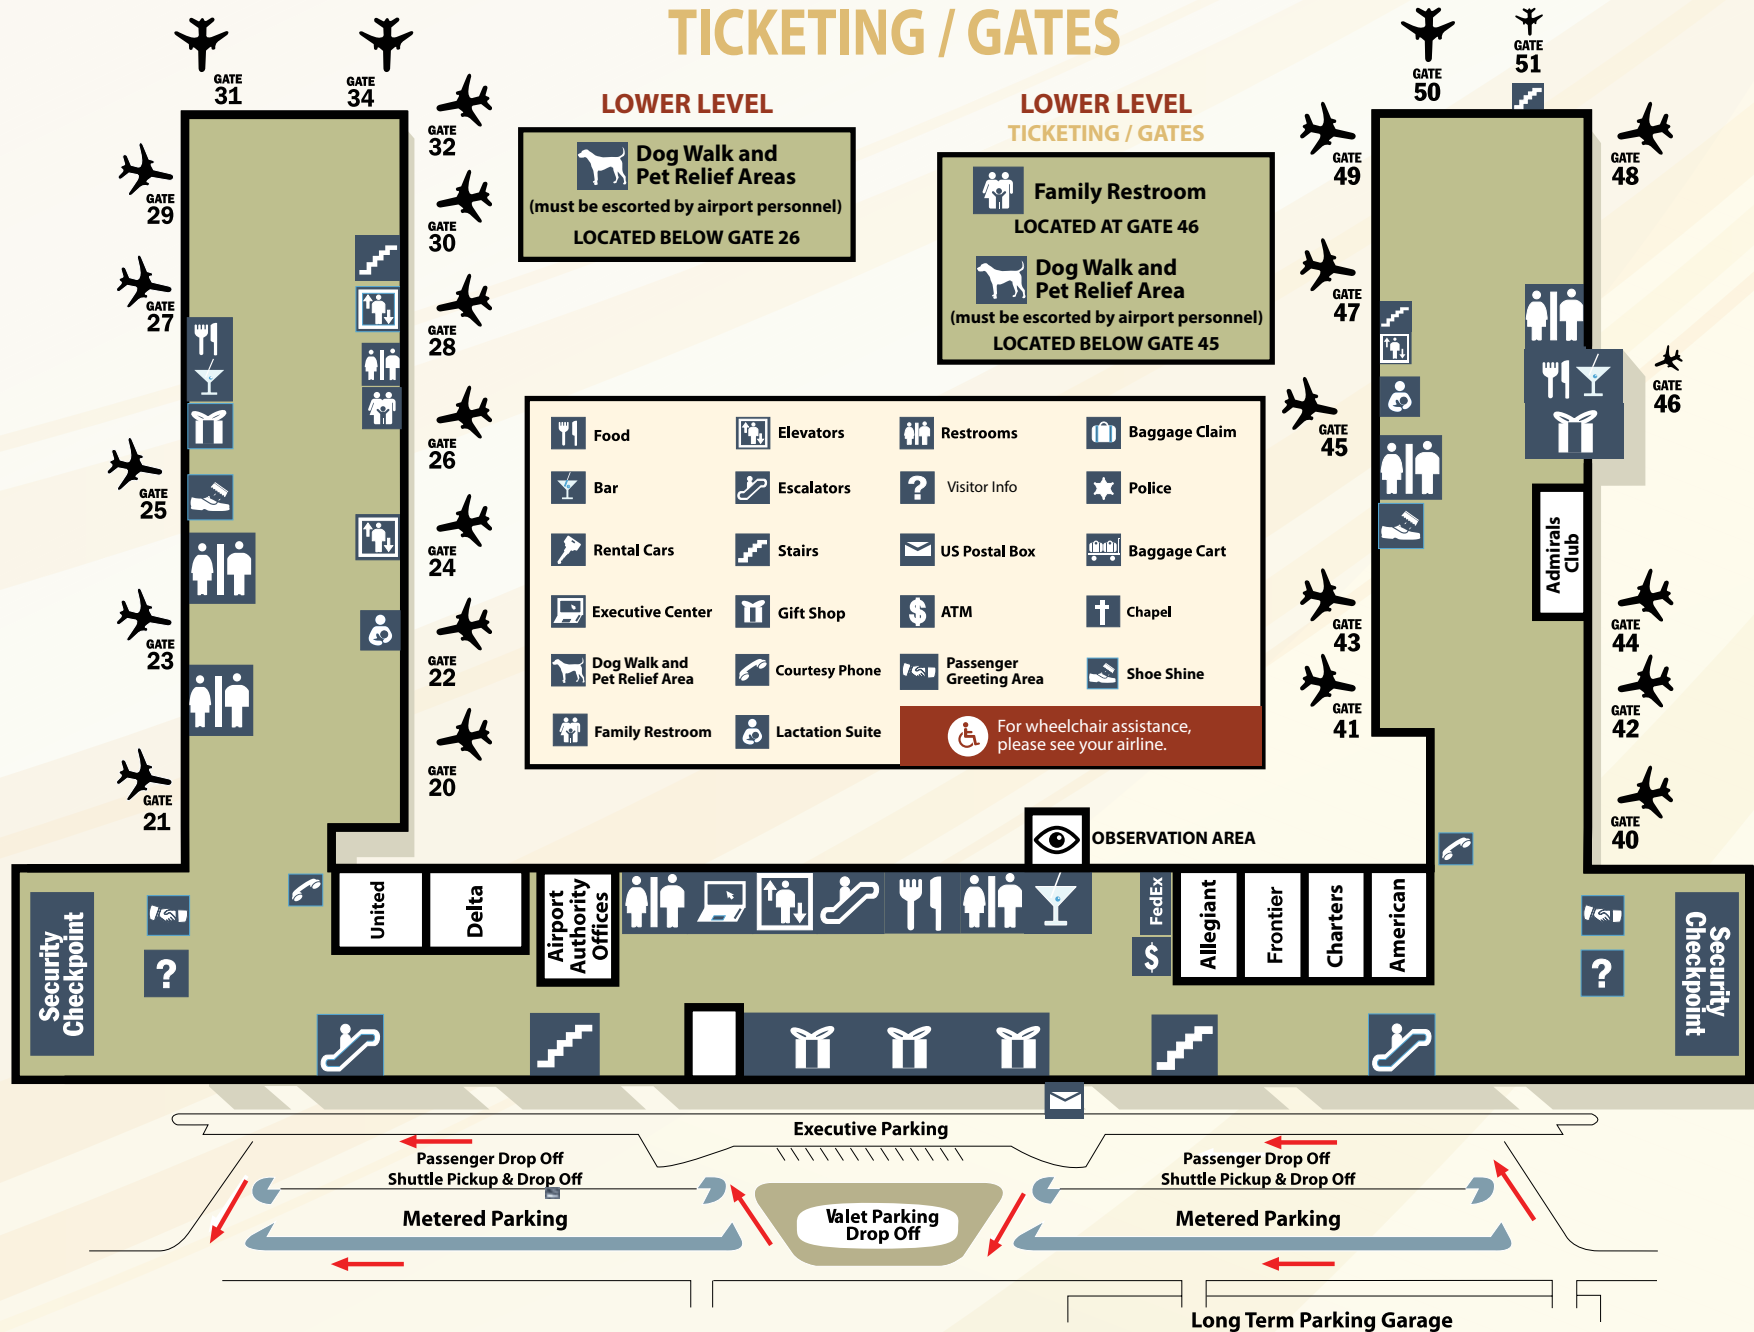 TICKETING / GATES
GATE
31
GATE
34
GATE
32
GATE
29
GATE
30
GATE
27
GATE
28
GATE
26
GATE
25
GATE
24
GATE
23
GATE
22
GATE
21
GATE
20
LOWER LEVEL
Dog Walk and
Pet Relief Areas
(must be escorted by airport personnel)
LOCATED BELOW GATE 26
LOWER LEVEL
TICKETING / GATES
Family Restroom
LOCATED AT GATE 46
Dog Walk and
Pet Relief Area
(must be escorted by airport personnel)
LOCATED BELOW GATE 45
GATE
50
GATE
51
GATE
49
GATE
48
GATE
47
GATE
46
GATE
45
GATE
43
GATE
44
GATE
41
GATE
42
GATE
40
Admirals
Club
Food
Elevators
Restrooms
Baggage Claim
Bar
Escalators
?
Visitor Info
Police
Rental Cars
Stairs
US Postal Box
Baggage Cart
Executive Center
Gift Shop
$
ATM
Chapel
Dog Walk and
Pet Relief Area
Courtesy Phone
Passenger
Greeting Area
Shoe Shine
Family Restroom
Lactation Suite
For wheelchair assistance,
please see your airline.
OBSERVATION AREA
Security
Checkpoint
?
United
Delta
Airport
Authority
Offices
FedEx
$
Allegiant
Frontier
Charters
American
?
Security
Checkpoint
Executive Parking
Passenger Drop Off
Shuttle Pickup & Drop Off
Metered Parking
Valet Parking
Drop Off
Passenger Drop Off
Shuttle Pickup & Drop Off
Metered Parking
Long Term Parking Garage